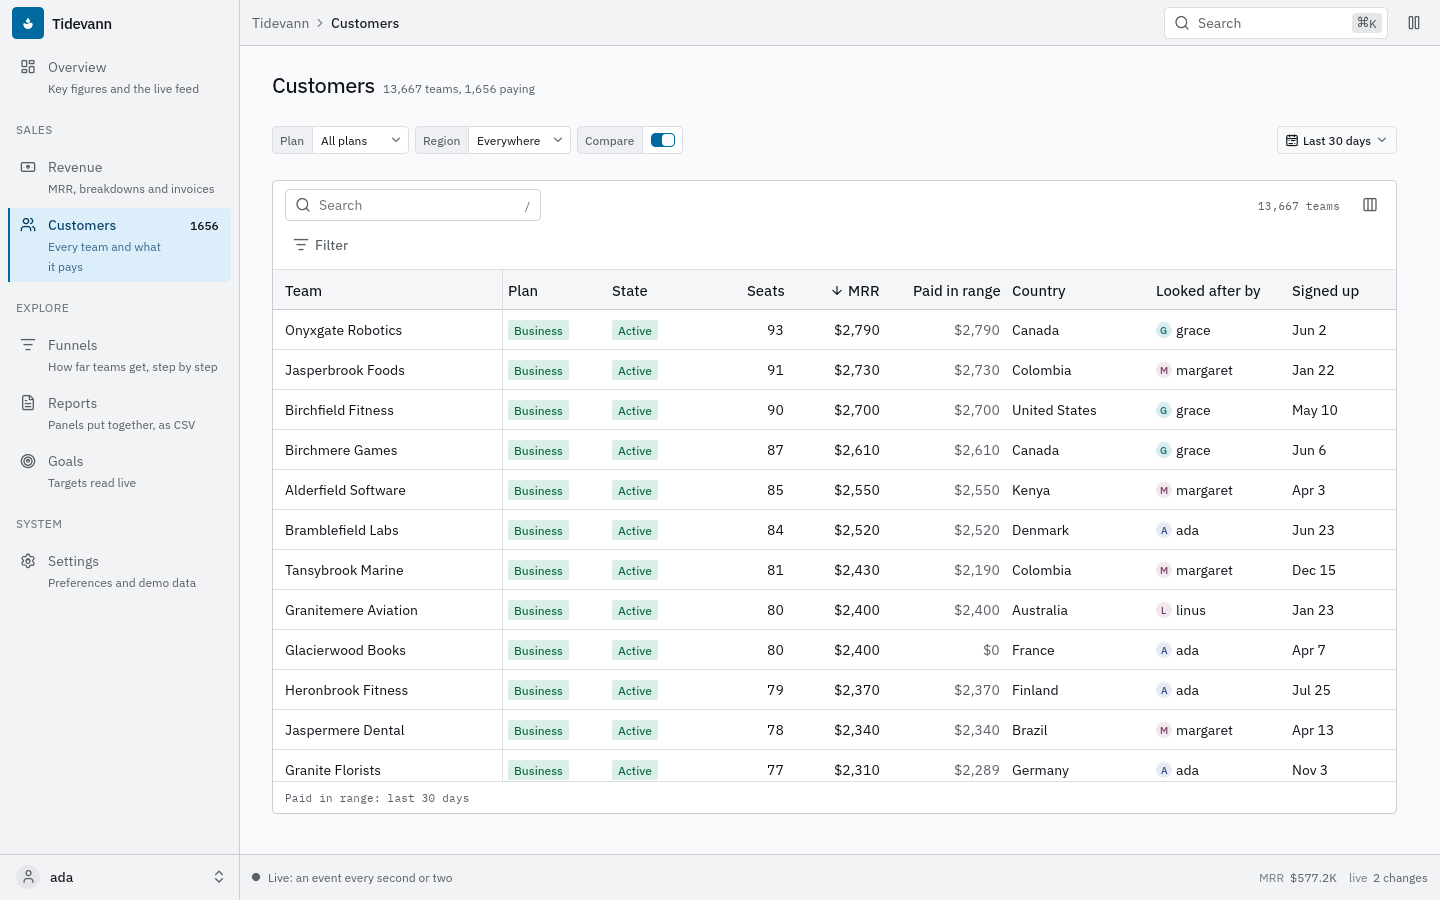 Tidevann
Overview
Key figures and the live feed
SALES
Revenue
MRR, breakdowns and invoices
Customers 1656
Every team and what
it pays
EXPLORE
Funnels
How far teams get, step by step
Reports
Panels put together, as CSV
Goals
Targets read live
SYSTEM
Settings
Preferences and demo data
ada
Tidevann > Customers
Search ⌘K
Customers 13,667 teams, 1,656 paying
Plan All plans Region Everywhere Compare Last 30 days
Search / 13,667 teams
Filter
Team Plan State Seats ↓ MRR Paid in range Country Looked after by Signed up
Onyxgate Robotics Business Active 93 $2,790 $2,790 Canada G grace Jun 2
Jasperbrook Foods Business Active 91 $2,730 $2,730 Colombia M margaret Jan 22
Birchfield Fitness Business Active 90 $2,700 $2,700 United States G grace May 10
Birchmere Games Business Active 87 $2,610 $2,610 Canada G grace Jun 6
Alderfield Software Business Active 85 $2,550 $2,550 Kenya M margaret Apr 3
Bramblefield Labs Business Active 84 $2,520 $2,520 Denmark A ada Jun 23
Tansybrook Marine Business Active 81 $2,430 $2,190 Colombia M margaret Dec 15
Granitemere Aviation Business Active 80 $2,400 $2,400 Australia L linus Jan 23
Glacierwood Books Business Active 80 $2,400 $0 France A ada Apr 7
Heronbrook Fitness Business Active 79 $2,370 $2,370 Finland A ada Jul 25
Jaspermere Dental Business Active 78 $2,340 $2,340 Brazil M margaret Apr 13
Granite Florists Business Active 77 $2,310 $2,289 Germany A ada Nov 3
Paid in range: last 30 days
Live: an event every second or two
MRR $577.2K live 2 changes